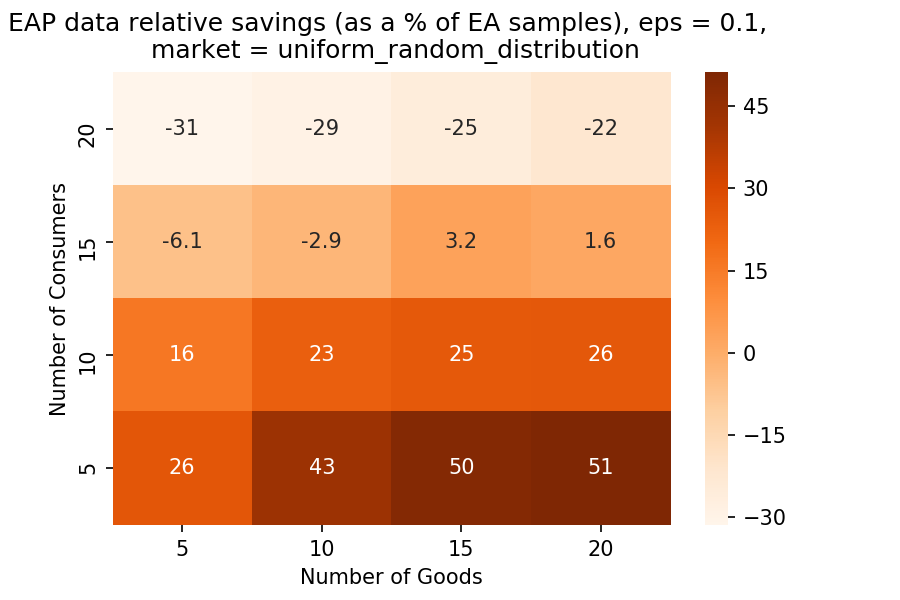 EAP data relative savings (as a % of EA samples), eps = 0.1,
market = uniform_random_distribution
Number of Consumers
20
15
10
5
-31 -29 -25 -22
-6.1 -2.9 3.2 1.6
16 23 25 26
26 43 50 51
5 10 15 20
Number of Goods
45
30
15
0
−15
−30